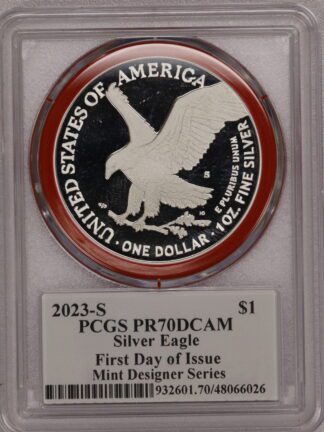 UNITED STATES OF AMERICA
S
E PLURIBUS UNUM
1 OZ. FINE SILVER
• ONE DOLLAR •
2023-S $1
PCGS PR70DCAM
Silver Eagle
First Day of Issue
Mint Designer Series
932601.70/48066026